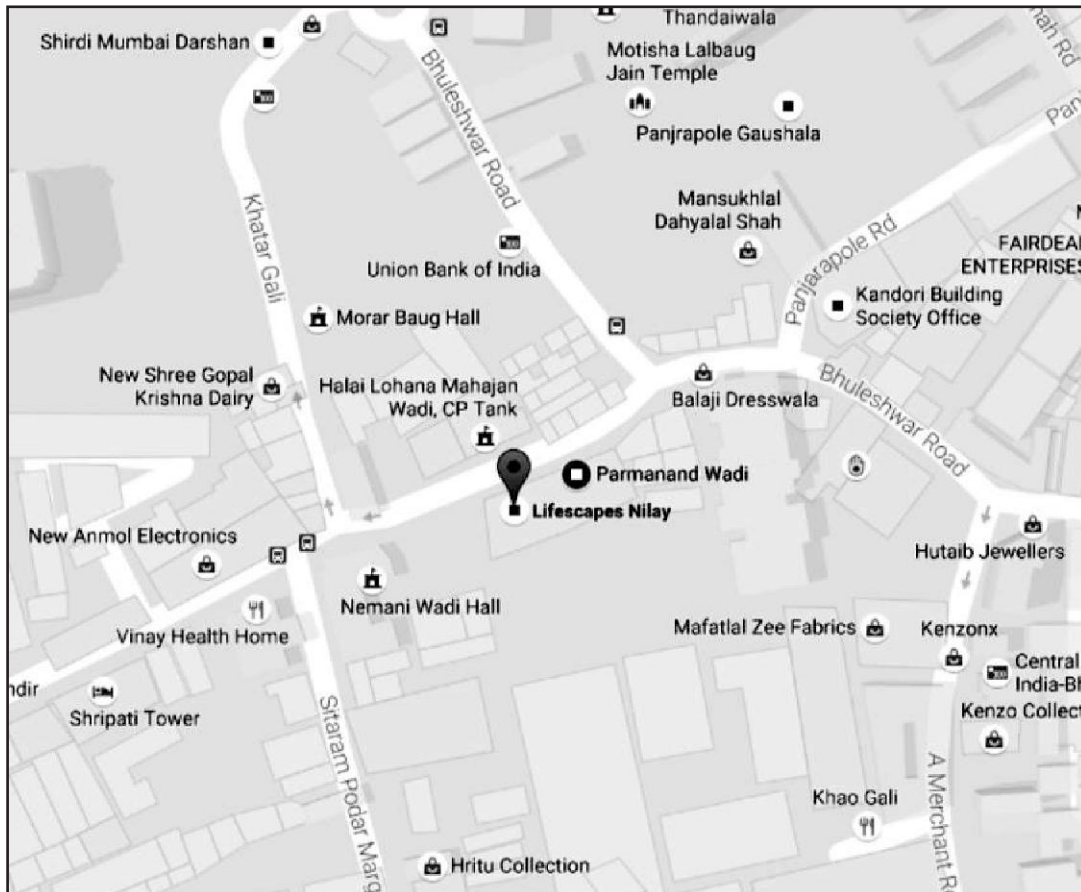 Thandaiwala
Shirdi Mumbai Darshan
Motisha Lalbaug
Jain Temple
Panjrapole Gaushala
Bhuleshwar Road
Khatar Gali
Mansukhlal
Dahyalal Shah
Panjarapole Rd
FAIRDEAL
ENTERPRISES
Union Bank of India
Kandori Building
Society Office
Morar Baug Hall
New Shree Gopal
Krishna Dairy
Halai Lohana Mahajan
Wadi, CP Tank
Balaji Dresswala
Bhuleshwar Road
Parmanand Wadi
Lifescapes Nilay
New Anmol Electronics
Hutaib Jewellers
Nemani Wadi Hall
Vinay Health Home
Mafatlal Zee Fabrics
Kenzonx
Central
India-Bh
ndir
Shripati Tower
Kenzo Collect
Sitaram Podar Marg
A Merchant Rd
Khao Gali
Hritu Collection